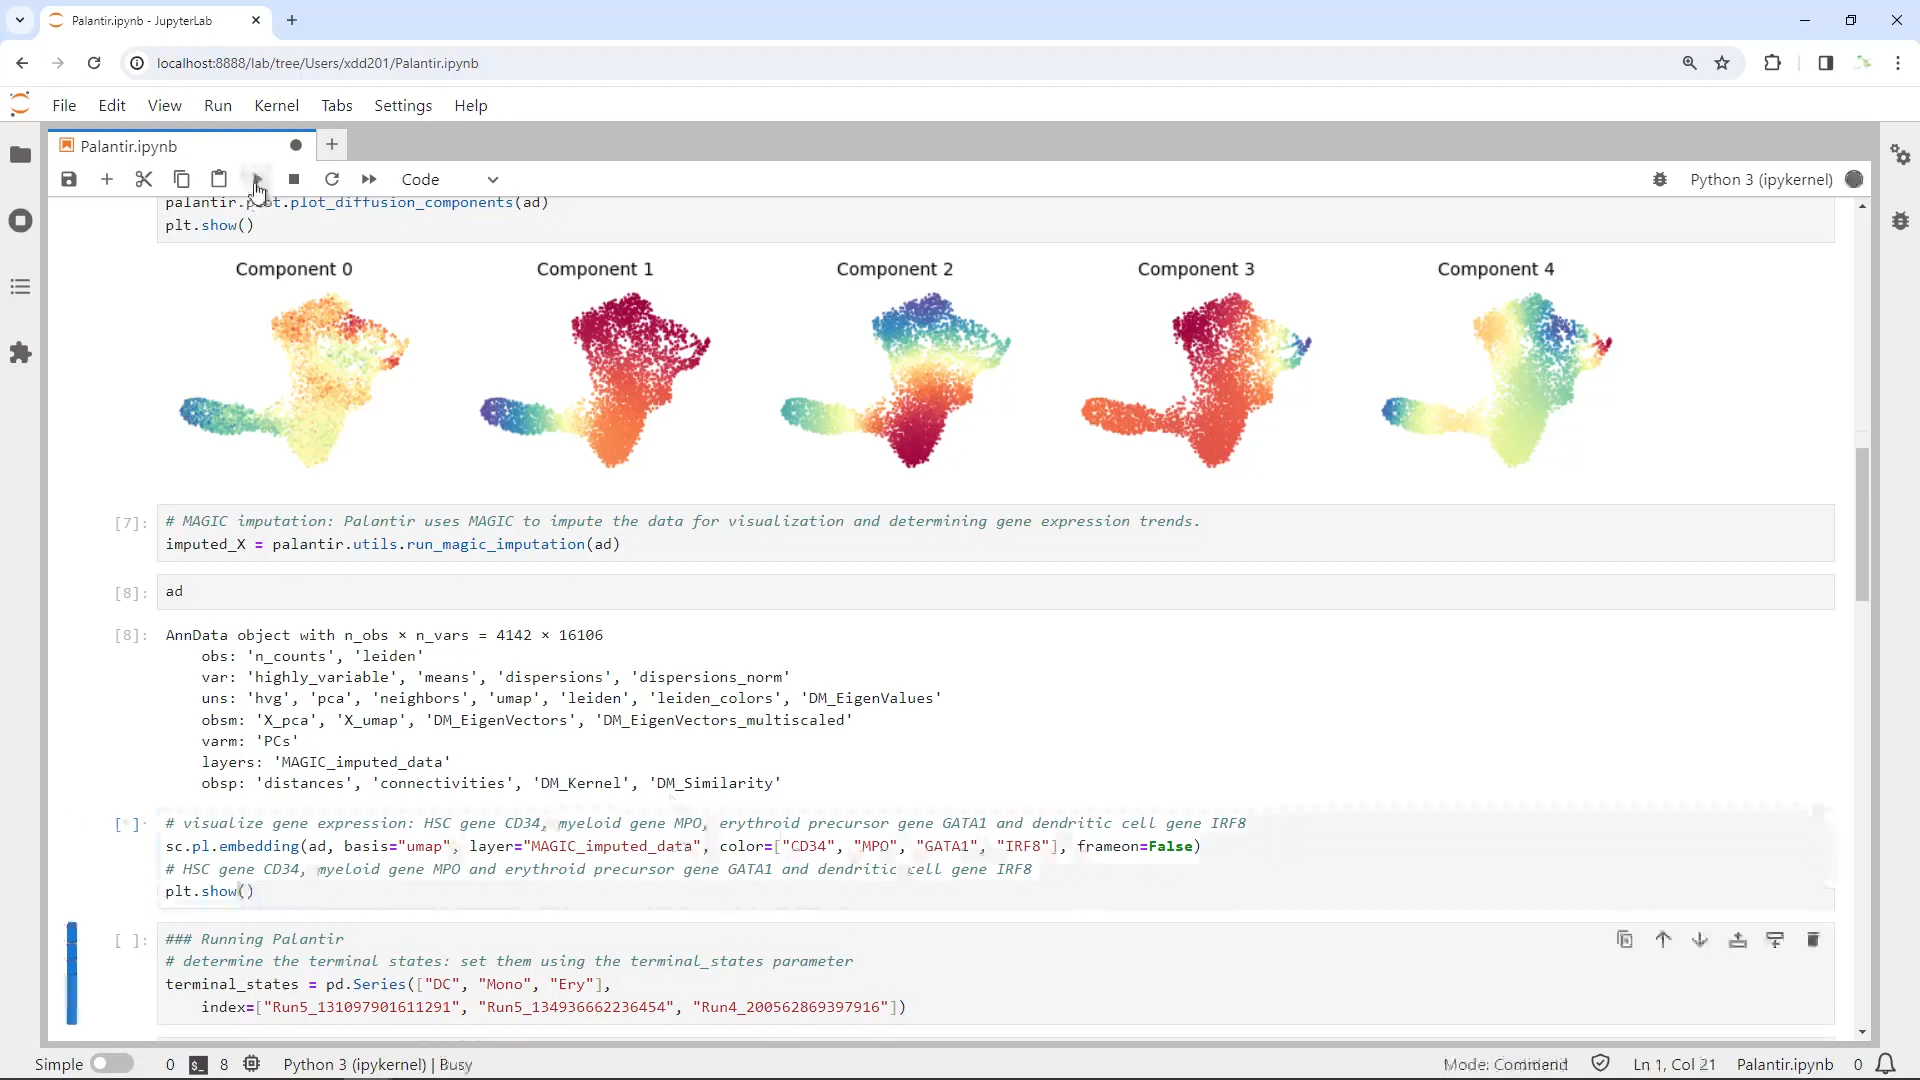 Palantir.ipynb - JupyterLab
localhost:8888/lab/tree/Users/xdd201/Palantir.ipynb
File Edit View Run Kernel Tabs Settings Help
Palantir.ipynb
Code
Python 3 (ipykernel)
palantir.plot.plot_diffusion_components(ad)
plt.show()
Component 0 Component 1 Component 2 Component 3 Component 4
[7]: # MAGIC imputation: Palantir uses MAGIC to impute the data for visualization and determining gene expression trends.
imputed_X = palantir.utils.run_magic_imputation(ad)
[8]: ad
[8]: AnnData object with n_obs × n_vars = 4142 × 16106
obs: 'n_counts', 'leiden'
var: 'highly_variable', 'means', 'dispersions', 'dispersions_norm'
uns: 'hvg', 'pca', 'neighbors', 'umap', 'leiden', 'leiden_colors', 'DM_EigenValues'
obsm: 'X_pca', 'X_umap', 'DM_EigenVectors', 'DM_EigenVectors_multiscaled'
varm: 'PCs'
layers: 'MAGIC_imputed_data'
obsp: 'distances', 'connectivities', 'DM_Kernel', 'DM_Similarity'
[*]: # visualize gene expression: HSC gene CD34, myeloid gene MPO, erythroid precursor gene GATA1 and dendritic cell gene IRF8
sc.pl.embedding(ad, basis="umap", layer="MAGIC_imputed_data", color=["CD34", "MPO", "GATA1", "IRF8"], frameon=False)
# HSC gene CD34, myeloid gene MPO and erythroid precursor gene GATA1 and dendritic cell gene IRF8
plt.show()
[ ]: ### Running Palantir
# determine the terminal states: set them using the terminal_states parameter
terminal_states = pd.Series(["DC", "Mono", "Ery"],
index=["Run5_131097901611291", "Run5_134936662236454", "Run4_200562869397916"])
Simple 0 $_ 8 Python 3 (ipykernel) | Busy Mode: Command Ln 1, Col 21 Palantir.ipynb 0